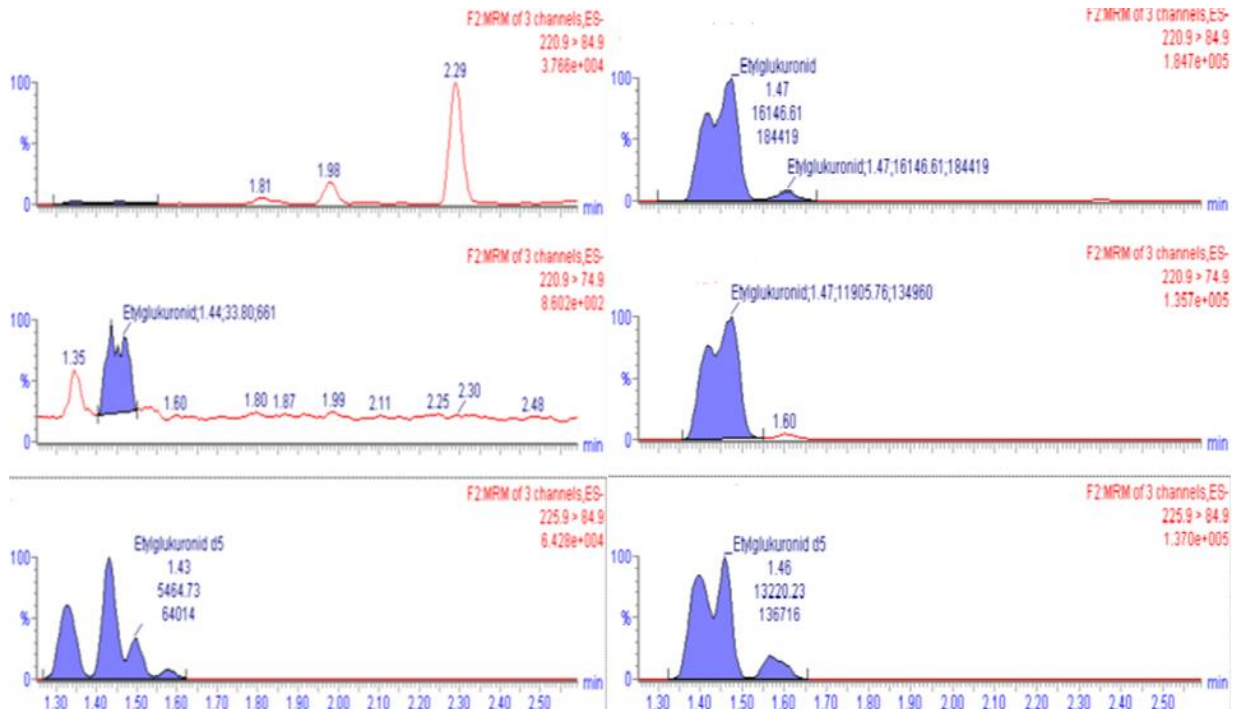 F2:MRM of 3 channels,ES-
220.9 > 84.9
3.766e+004
100
%
0
1.81
1.98
2.29
min
F2:MRM of 3 channels,ES-
220.9 > 84.9
1.847e+005
100
%
0
Etylglukuronid
1.47
16146.61
184419
Etylglukuronid;1.47;16146.61;184419
min
F2:MRM of 3 channels,ES-
220.9 > 74.9
8.602e+002
100
%
0
Etylglukuronid;1.44;33.80;661
1.35
1.60
1.80
1.87
1.99
2.11
2.25
2.30
2.48
min
F2:MRM of 3 channels,ES-
220.9 > 74.9
1.357e+005
100
%
0
Etylglukuronid;1.47;11905.76;134960
1.60
min
F2:MRM of 3 channels,ES-
225.9 > 84.9
6.428e+004
100
%
0
Etylglukuronid d5
1.43
5464.73
64014
min
1.30 1.40 1.50 1.60 1.70 1.80 1.90 2.00 2.10 2.20 2.30 2.40 2.50
F2:MRM of 3 channels,ES-
225.9 > 84.9
1.370e+005
100
%
0
Etylglukuronid d5
1.46
13220.23
136716
min
1.30 1.40 1.50 1.60 1.70 1.80 1.90 2.00 2.10 2.20 2.30 2.40 2.50